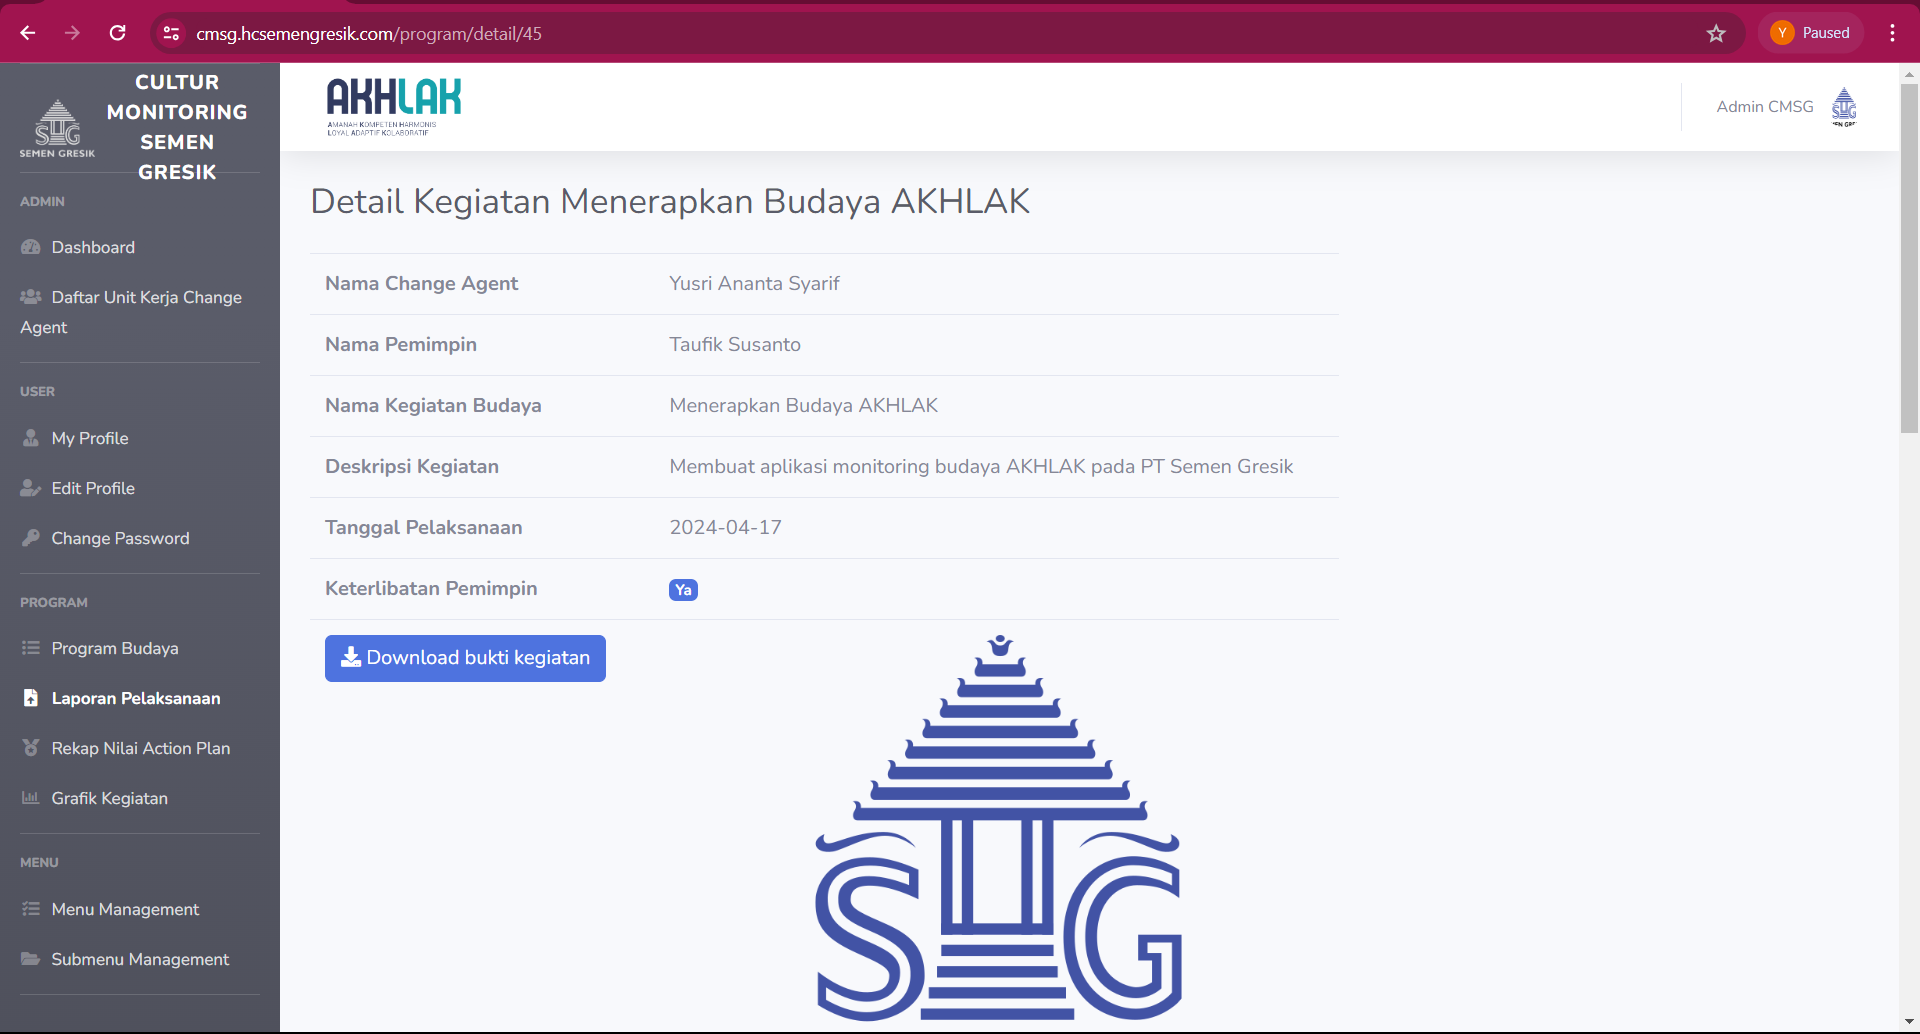 cmsg.hcsemengresik.com/program/detail/45
Y Paused
SEMEN GRESIK
CULTUR
MONITORING
SEMEN
GRESIK
ADMIN
Dashboard
Daftar Unit Kerja Change
Agent
USER
My Profile
Edit Profile
Change Password
PROGRAM
Program Budaya
Laporan Pelaksanaan
Rekap Nilai Action Plan
Grafik Kegiatan
MENU
Menu Management
Submenu Management
AKHLAK
AMANAH KOMPETEN HARMONIS
LOYAL ADAPTIF KOLABORATIF
Admin CMSG
Detail Kegiatan Menerapkan Budaya AKHLAK
Nama Change Agent Yusri Ananta Syarif
Nama Pemimpin Taufik Susanto
Nama Kegiatan Budaya Menerapkan Budaya AKHLAK
Deskripsi Kegiatan Membuat aplikasi monitoring budaya AKHLAK pada PT Semen Gresik
Tanggal Pelaksanaan 2024-04-17
Keterlibatan Pemimpin Ya
Download bukti kegiatan
SG